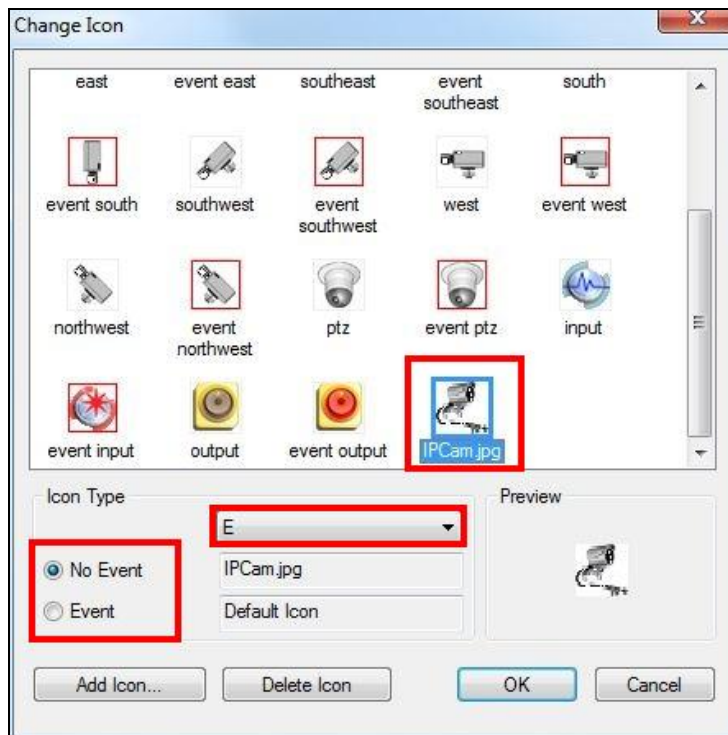 Change Icon
east event east southeast event south
southeast
event south southwest event west event west
southwest
northwest event ptz event ptz input
northwest
event input output event output IPCam.jpg
Icon Type Preview
E
No Event IPCam.jpg
Event Default Icon
Add Icon... Delete Icon OK Cancel